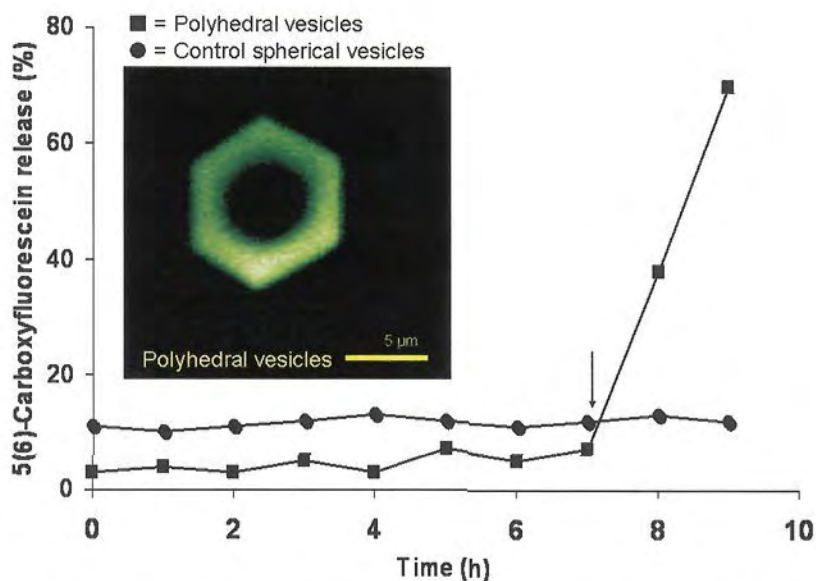 ■ = Polyhedral vesicles
● = Control spherical vesicles
80
60
40
20
0
5(6)-Carboxyfluorescein release (%)
5 µm
Polyhedral vesicles
0 2 4 6 8 10
Time (h)